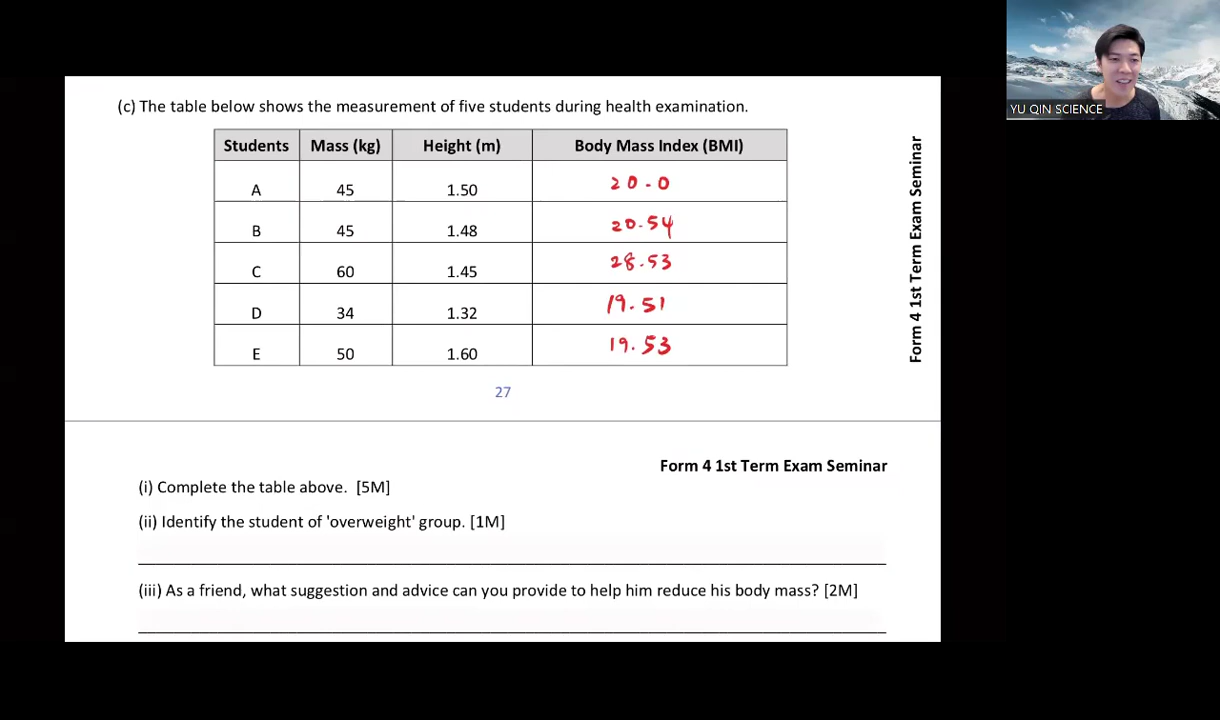 YU QIN SCIENCE
(c) The table below shows the measurement of five students during health examination.
Students Mass (kg) Height (m) Body Mass Index (BMI)
A 45 1.50 20.0
B 45 1.48 20.54
C 60 1.45 28.53
D 34 1.32 19.51
E 50 1.60 19.53
27
Form 4 1st Term Exam Seminar
Form 4 1st Term Exam Seminar
(i) Complete the table above. [5M]
(ii) Identify the student of 'overweight' group. [1M]
(iii) As a friend, what suggestion and advice can you provide to help him reduce his body mass? [2M]